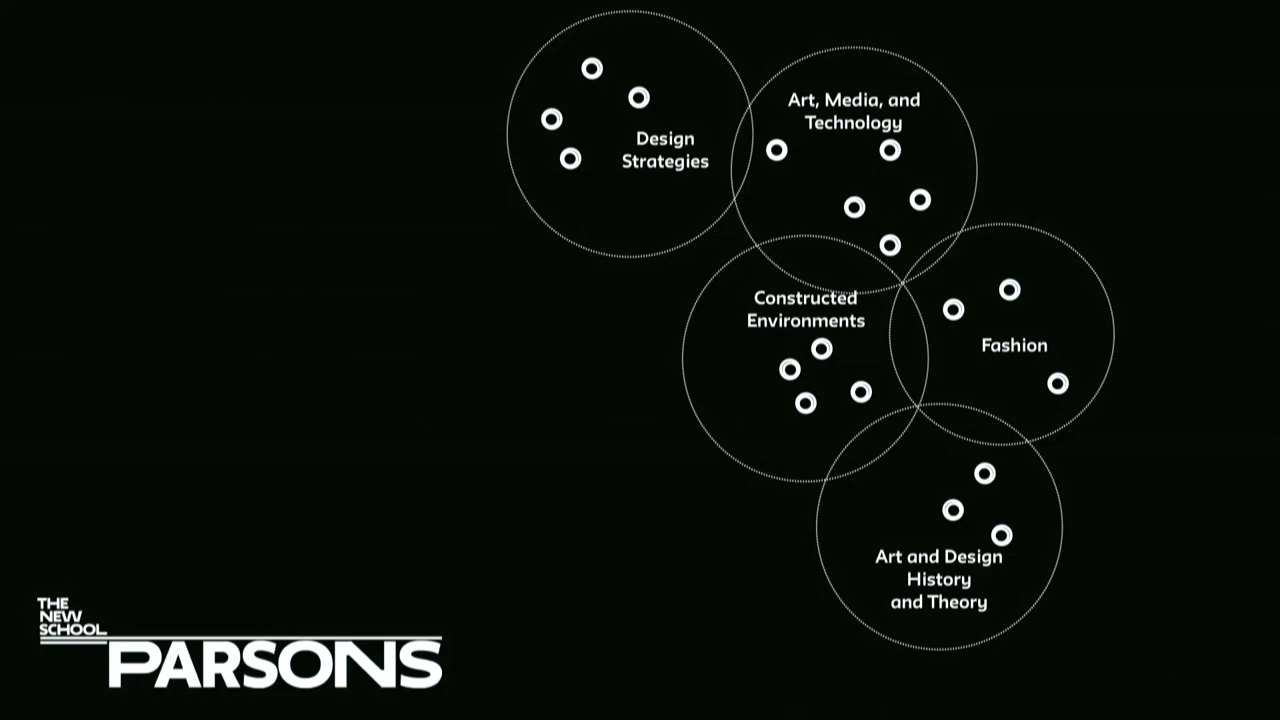 Design
Strategies
Art, Media, and
Technology
Constructed
Environments
Fashion
Art and Design
History
and Theory
THE
NEW
SCHOOL
PARSONS